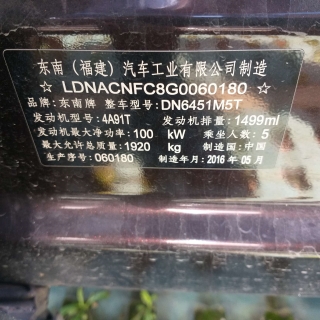 东南（福建）汽车工业有限公司制造
☆ LDNACNFC8G0060180 ☆
品牌：东南牌 整车型号：DN6451M5T
发动机型号：4A91T 发动机排量：1499ml
发动机最大净功率：100 kW 乘坐人数：5
最大允许总质量：1920 kg 制造国：中国
生产序号：060180 制造年月：2016 年 05 月